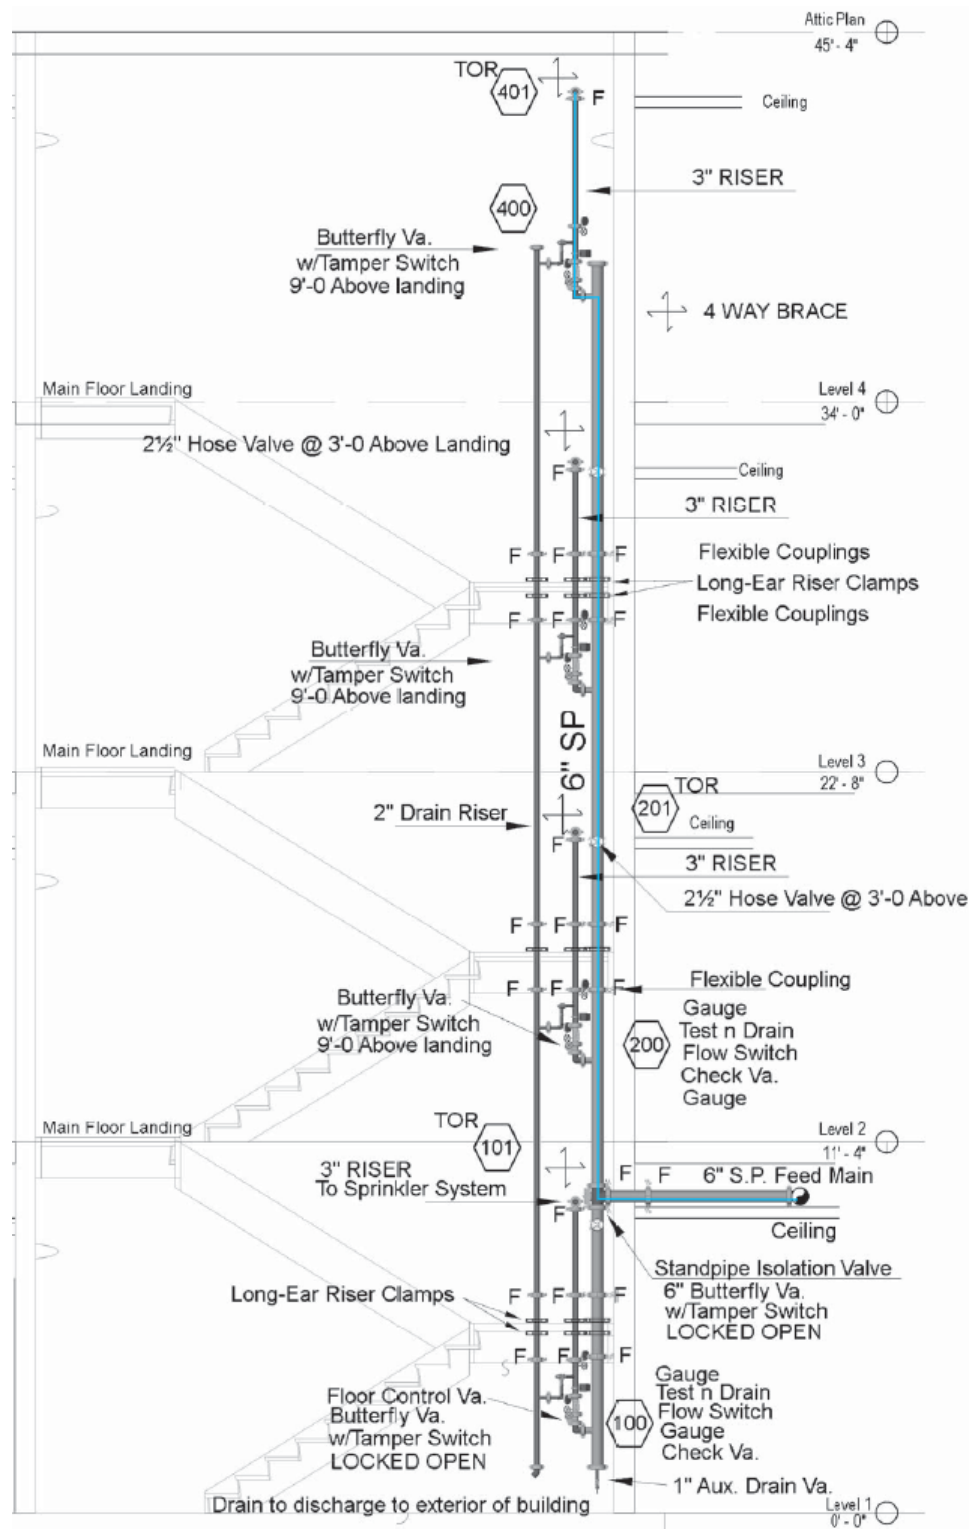 Attic Plan
45'- 4"
TOR
401
F
Ceiling
3" RISER
400
Butterfly Va.
w/Tamper Switch
9'-0 Above landing
4 WAY BRACE
Main Floor Landing
Level 4
34' - 0"
2½" Hose Valve @ 3'-0 Above Landing
F
Ceiling
3" RISER
F F F
Flexible Couplings
Long-Ear Riser Clamps
F F F
Flexible Couplings
Butterfly Va.
w/Tamper Switch
9'-0 Above landing
6" SP
Main Floor Landing
Level 3
22' - 8"
TOR
201
2" Drain Riser
Ceiling
F
3" RISER
2½" Hose Valve @ 3'-0 Above
F F F
Flexible Coupling
F F F
Butterfly Va.
w/Tamper Switch
9'-0 Above landing
200
Gauge
Test n Drain
Flow Switch
Check Va.
Gauge
TOR
101
Main Floor Landing
Level 2
11' - 4"
3" RISER
To Sprinkler System
F F
6" S.P. Feed Main
F
Ceiling
Standpipe Isolation Valve
6" Butterfly Va.
w/Tamper Switch
LOCKED OPEN
Long-Ear Riser Clamps
F F F
F F F
Floor Control Va.
Butterfly Va.
w/Tamper Switch
LOCKED OPEN
100
Gauge
Test n Drain
Flow Switch
Gauge
Check Va.
1" Aux. Drain Va.
Drain to discharge to exterior of building
Level 1
0' - 0"